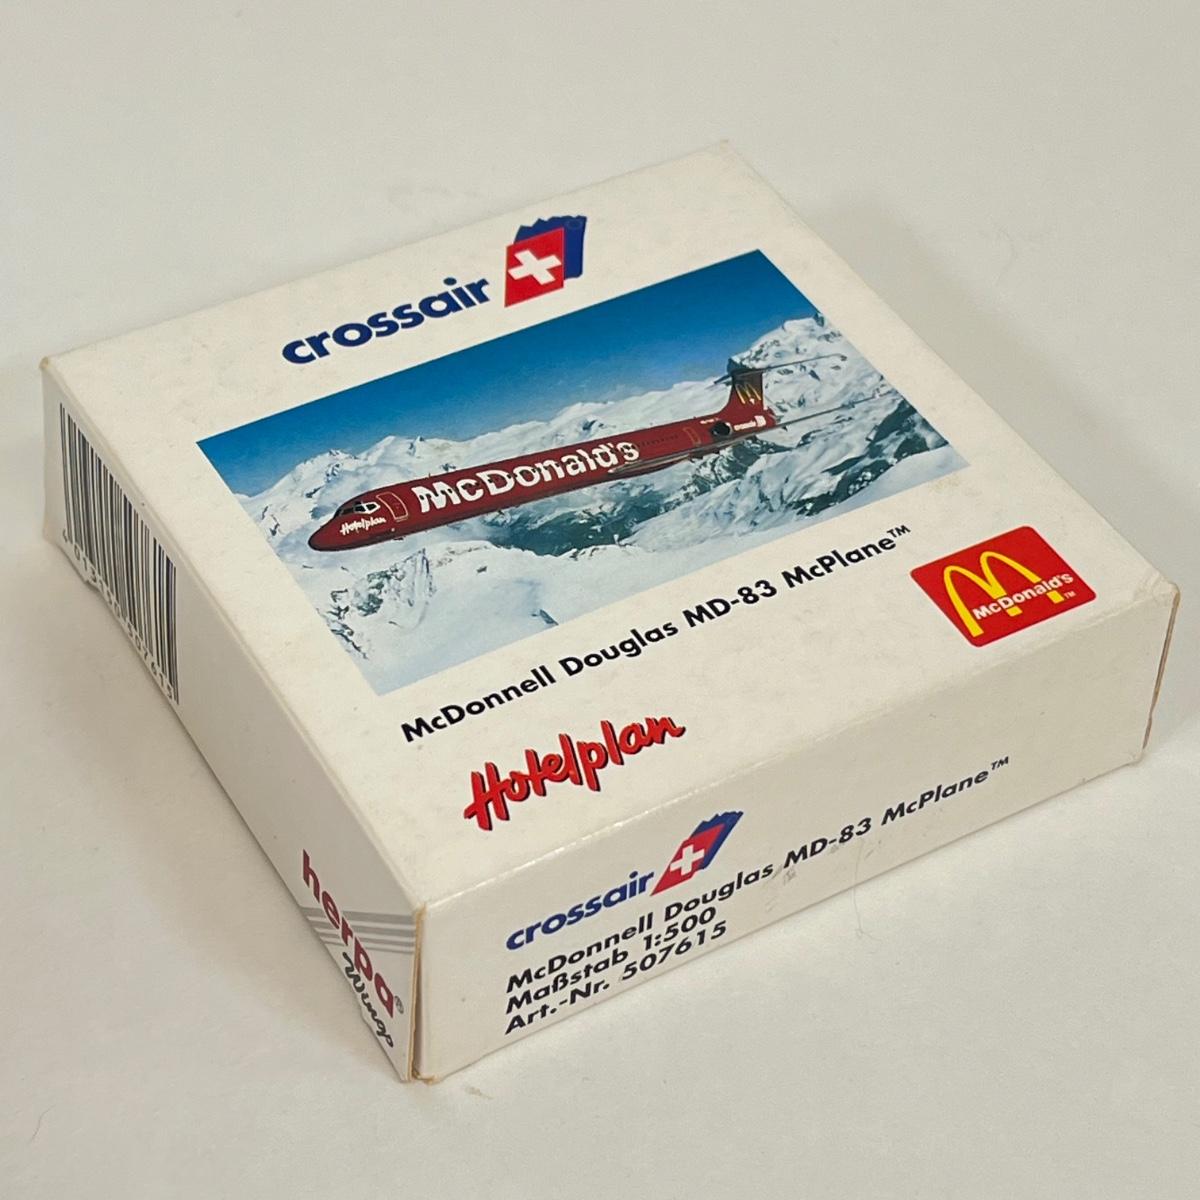 crossair
McDonald's
Hotelplan
McDonnell Douglas MD-83 McPlane™
McDonald's™
Hotelplan
crossair
McDonnell Douglas MD-83 McPlane™
Maßstab 1:500
Art.-Nr. 507615
herpa®
Wings